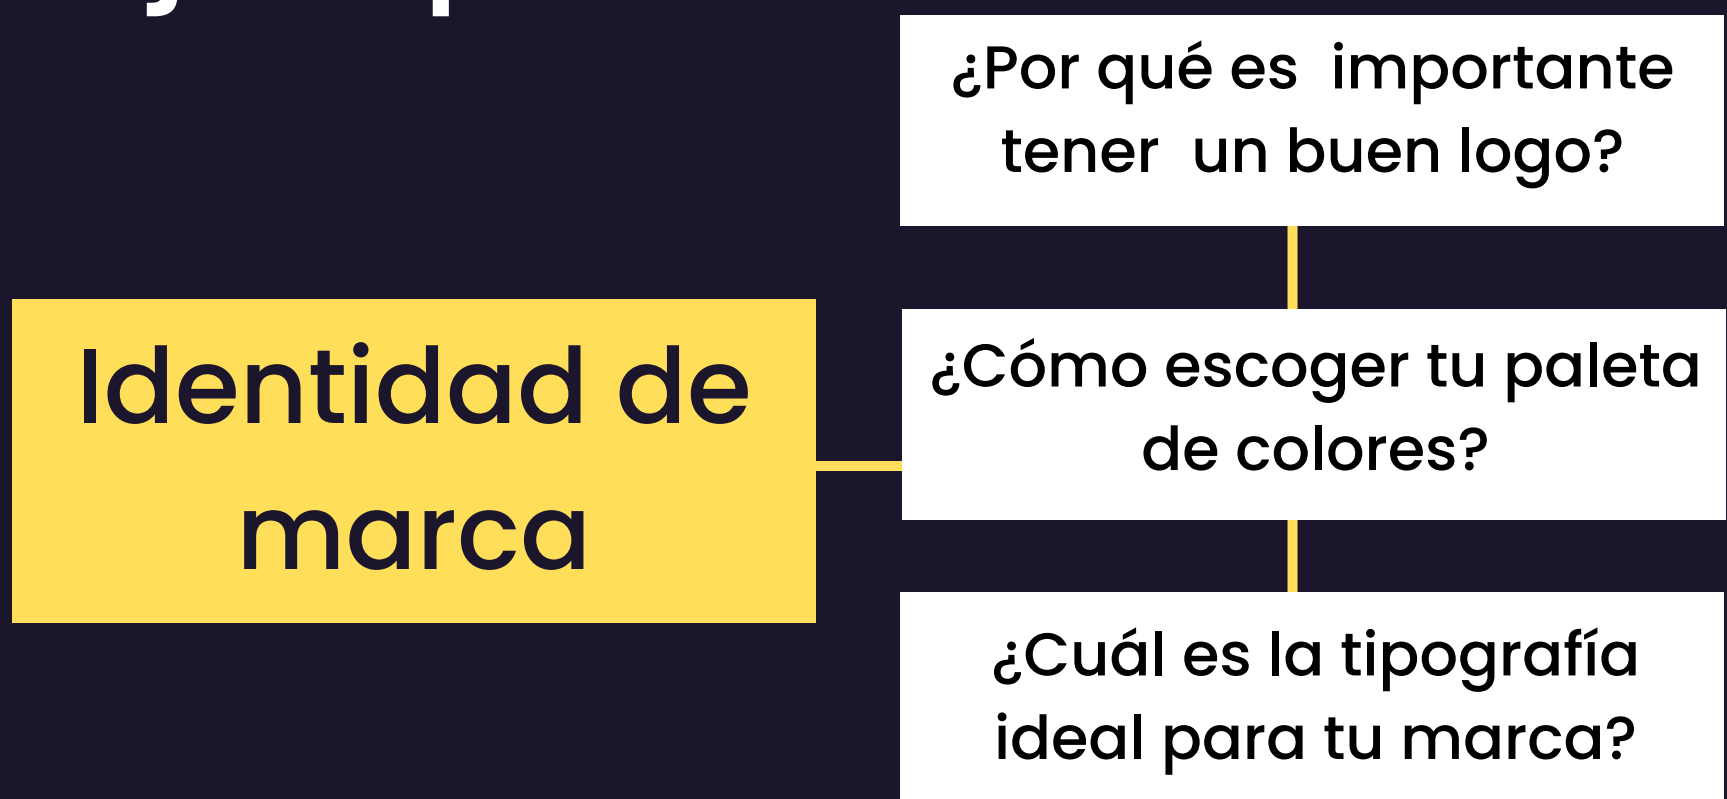 Identidad de
marca
¿Por qué es importante
tener un buen logo?
¿Cómo escoger tu paleta
de colores?
¿Cuál es la tipografía
ideal para tu marca?